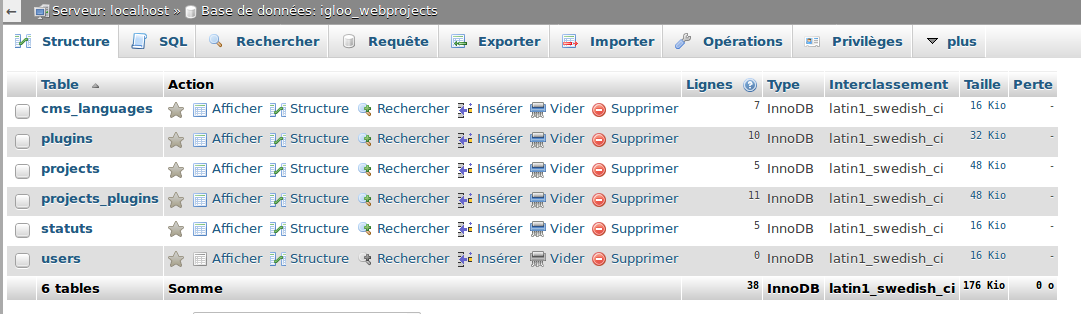 ← Serveur: localhost » Base de données: igloo_webprojects
Structure SQL Rechercher Requête Exporter Importer Opérations Privilèges plus
Table Action Lignes Type Interclassement Taille Perte
cms_languages Afficher Structure Rechercher Insérer Vider Supprimer 7 InnoDB latin1_swedish_ci 16 Kio -
plugins Afficher Structure Rechercher Insérer Vider Supprimer 10 InnoDB latin1_swedish_ci 32 Kio -
projects Afficher Structure Rechercher Insérer Vider Supprimer 5 InnoDB latin1_swedish_ci 48 Kio -
projects_plugins Afficher Structure Rechercher Insérer Vider Supprimer 11 InnoDB latin1_swedish_ci 48 Kio -
statuts Afficher Structure Rechercher Insérer Vider Supprimer 5 InnoDB latin1_swedish_ci 16 Kio -
users Afficher Structure Rechercher Insérer Vider Supprimer 0 InnoDB latin1_swedish_ci 16 Kio -
6 tables Somme 38 InnoDB latin1_swedish_ci 176 Kio 0 o